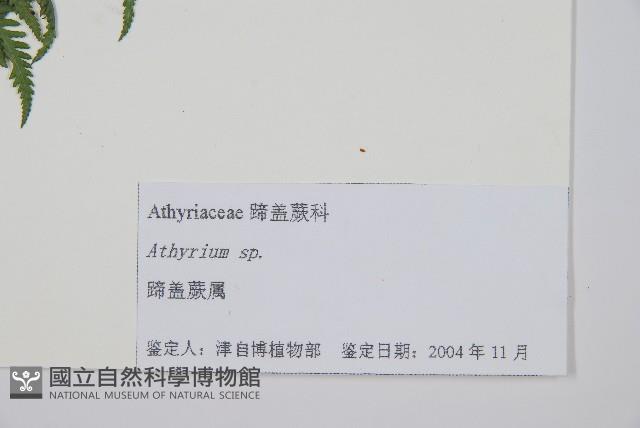 Athyriaceae 蹄盖蕨科
Athyrium sp.
蹄盖蕨属
鉴定人：津自博植物部 鉴定日期：2004 年 11 月
國立自然科學博物館
NATIONAL MUSEUM OF NATURAL SCIENCE